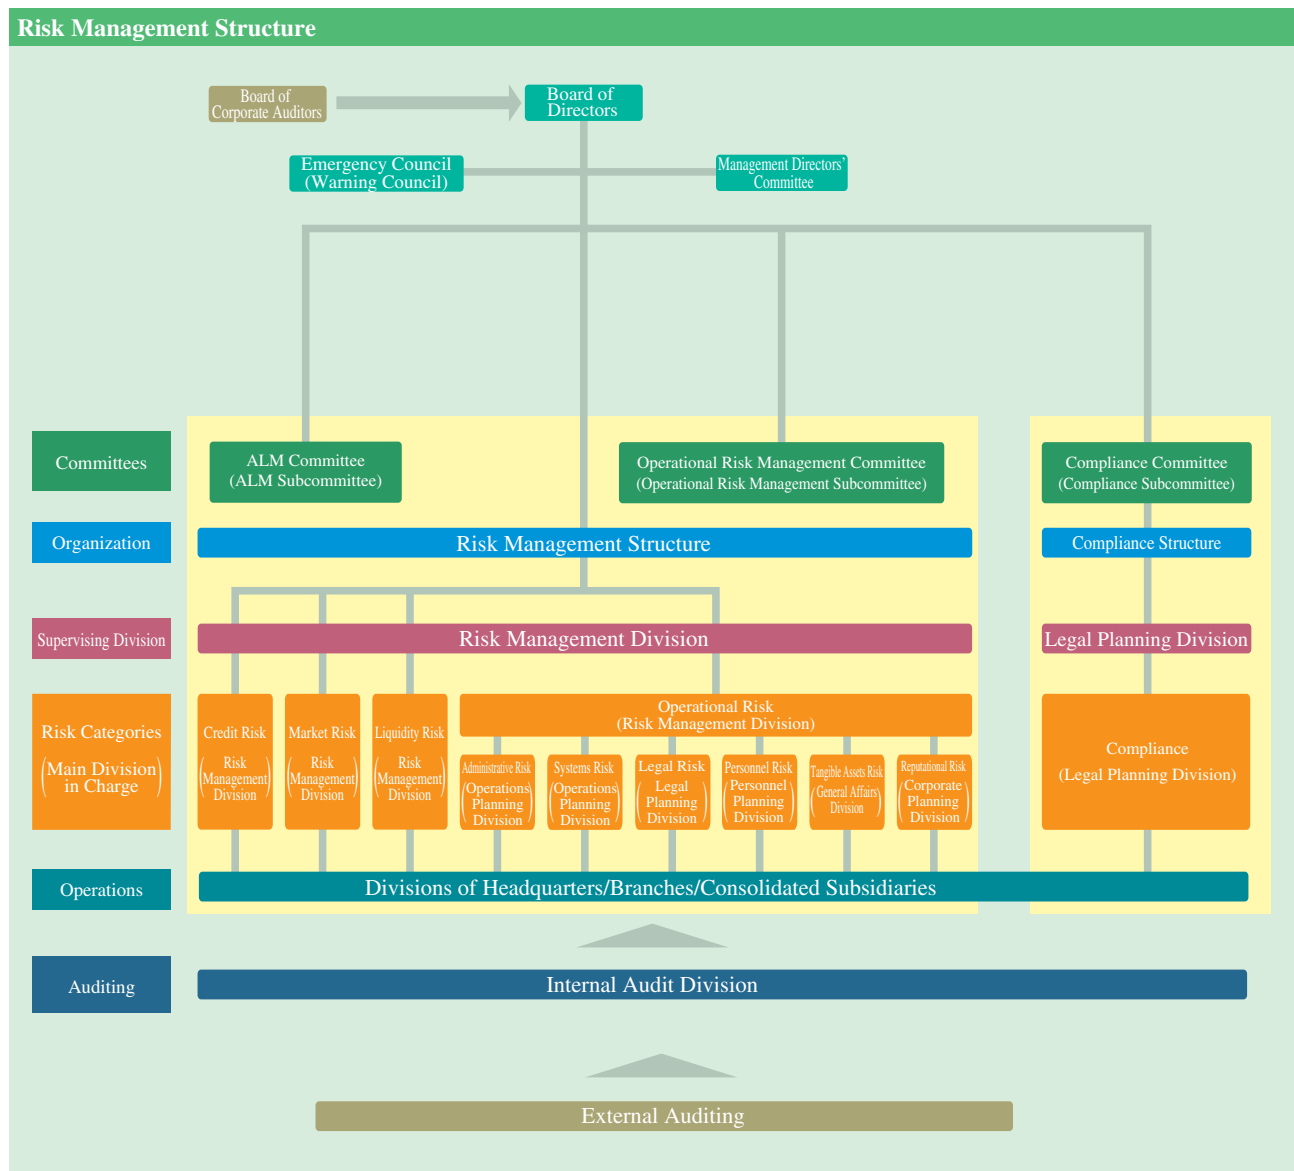 Risk Management Structure
Board of
Corporate Auditors
Board of
Directors
Emergency Council
(Warning Council)
Management Directors'
Committee
Committees
ALM Committee
(ALM Subcommittee)
Operational Risk Management Committee
(Operational Risk Management Subcommittee)
Compliance Committee
(Compliance Subcommittee)
Organization
Risk Management Structure
Compliance Structure
Supervising Division
Risk Management Division
Legal Planning Division
Risk Categories
(Main Division
in Charge)
Credit Risk
(Risk
Management
Division)
Market Risk
(Risk
Management
Division)
Liquidity Risk
(Risk
Management
Division)
Operational Risk
(Risk Management Division)
Administrative Risk
(Operations
Planning
Division)
Systems Risk
(Operations
Planning
Division)
Legal Risk
(Legal
Planning
Division)
Personnel Risk
(Personnel
Planning
Division)
Tangible Assets Risk
(General Affairs
Division)
Reputational Risk
(Corporate
Planning
Division)
Compliance
(Legal Planning Division)
Operations
Divisions of Headquarters/Branches/Consolidated Subsidiaries
Auditing
Internal Audit Division
External Auditing